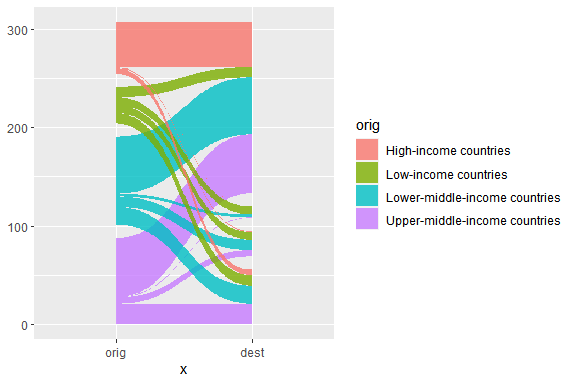 300
200
100
0
orig
dest
x
orig
High-income countries
Low-income countries
Lower-middle-income countries
Upper-middle-income countries